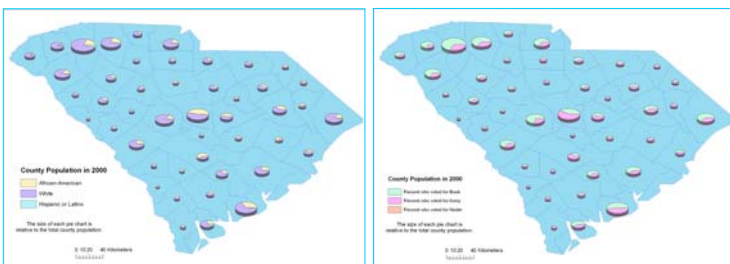 County Population in 2000
African-American
White
Hispanic or Latino
The size of each pie chart is
relative to the total county population.
0 10 20 40 Kilometers
County Population in 2000
Percent who voted for Bush
Percent who voted for Gore
Percent who voted for Nader
The size of each pie chart is
relative to the total county population.
0 10 20 40 Kilometers